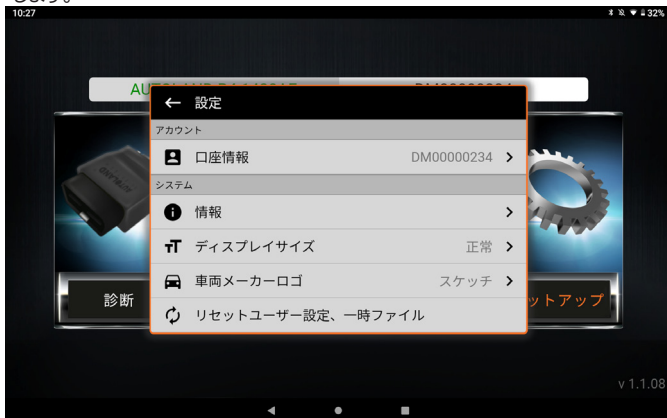 します。
10:27
32%
設定
アカウント
口座情報 DM00000234 >
システム
情報 >
ディスプレイサイズ 正常 >
車両メーカーロゴ スケッチ >
リセットユーザー設定、一時ファイル
診断
ットアップ
v 1.1.08